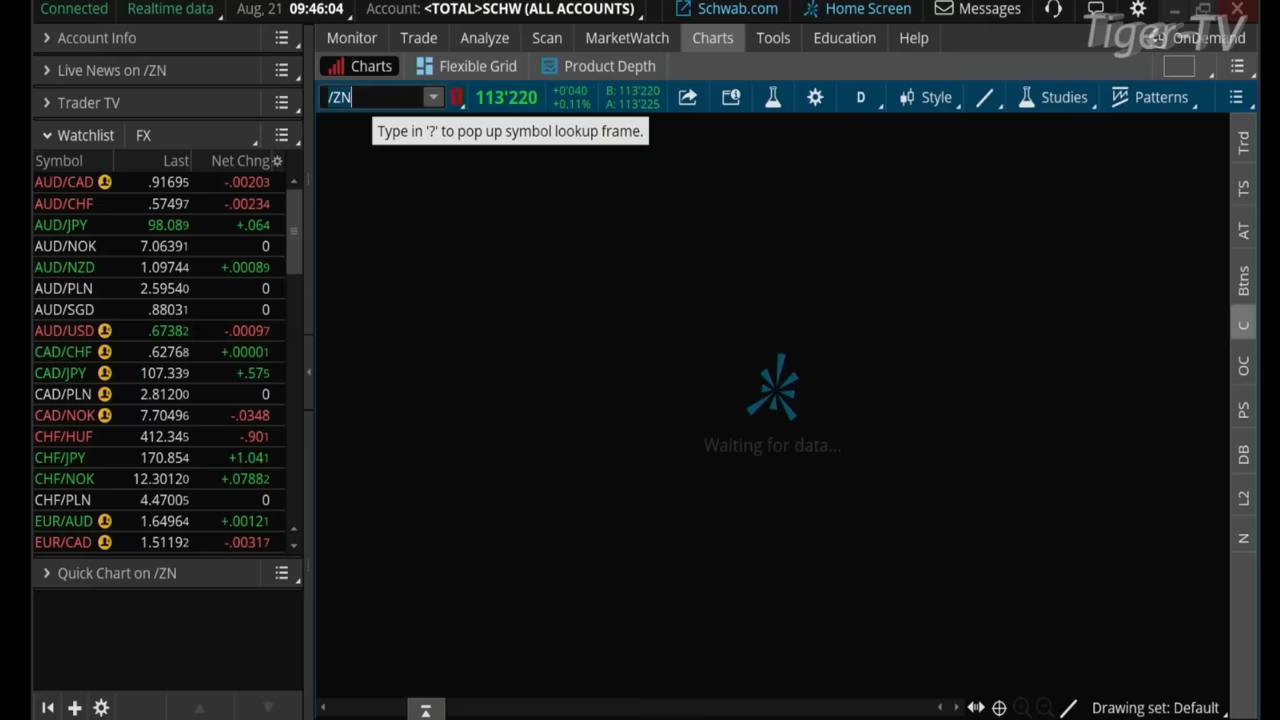 Connected
Realtime data
Aug, 21 09:46:04
Account: <TOTAL>SCHW (ALL ACCOUNTS)
Schwab.com
Home Screen
Messages
Tiger-TV
OnDemand
Account Info
Live News on /ZN
Trader TV
Watchlist FX
Symbol Last Net Chng
AUD/CAD .91695 -.00203
AUD/CHF .57497 -.00234
AUD/JPY 98.089 +.064
AUD/NOK 7.06391 0
AUD/NZD 1.09744 +.00089
AUD/PLN 2.59540 0
AUD/SGD .88031 0
AUD/USD .67382 -.00097
CAD/CHF .62768 +.00001
CAD/JPY 107.339 +.575
CAD/PLN 2.81200 0
CAD/NOK 7.70496 -.0348
CHF/HUF 412.345 -.901
CHF/JPY 170.854 +1.041
CHF/NOK 12.30120 +.07882
CHF/PLN 4.47005 0
EUR/AUD 1.64964 +.00121
EUR/CAD 1.51192 -.00317
Quick Chart on /ZN
Monitor Trade Analyze Scan MarketWatch Charts Tools Education Help
Charts Flexible Grid Product Depth
/ZN
113'220
+0'040
+0.11%
B: 113'220
A: 113'225
D
Style
Studies
Patterns
Type in '?' to pop up symbol lookup frame.
Waiting for data...
Trd
TS
AT
Btns
C
OC
PS
DB
L2
N
Drawing set: Default